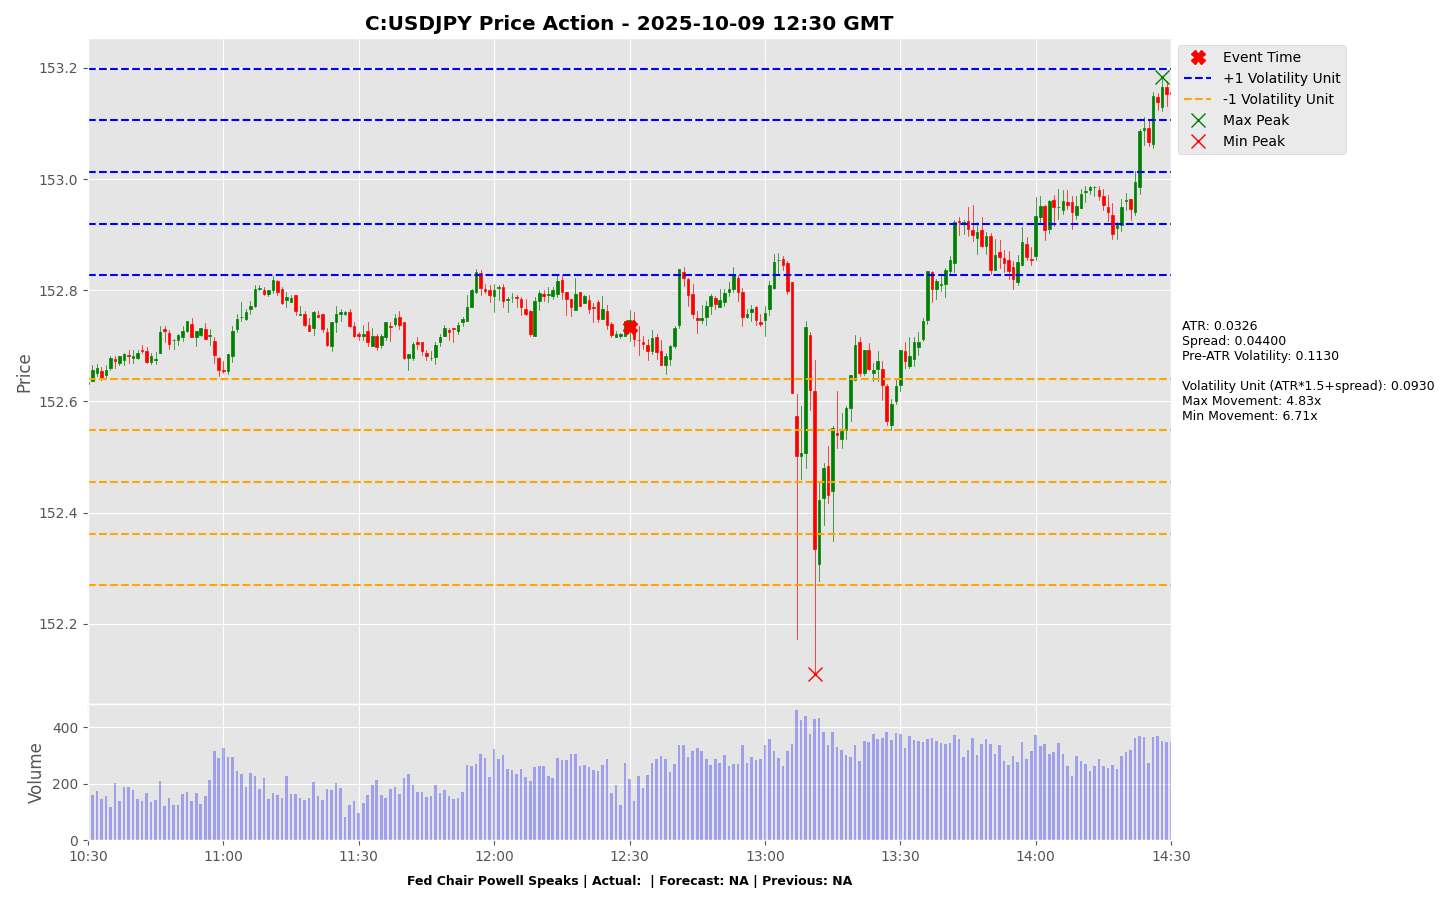 C:USDJPY Price Action - 2025-10-09 12:30 GMT
Event Time
+1 Volatility Unit
-1 Volatility Unit
Max Peak
Min Peak
Price
153.2
153.0
152.8
152.6
152.4
152.2
ATR: 0.0326
Spread: 0.04400
Pre-ATR Volatility: 0.1130
Volatility Unit (ATR*1.5+spread): 0.0930
Max Movement: 4.83x
Min Movement: 6.71x
Volume
400
200
0
10:30 11:00 11:30 12:00 12:30 13:00 13:30 14:00 14:30
Fed Chair Powell Speaks | Actual:  | Forecast: NA | Previous: NA